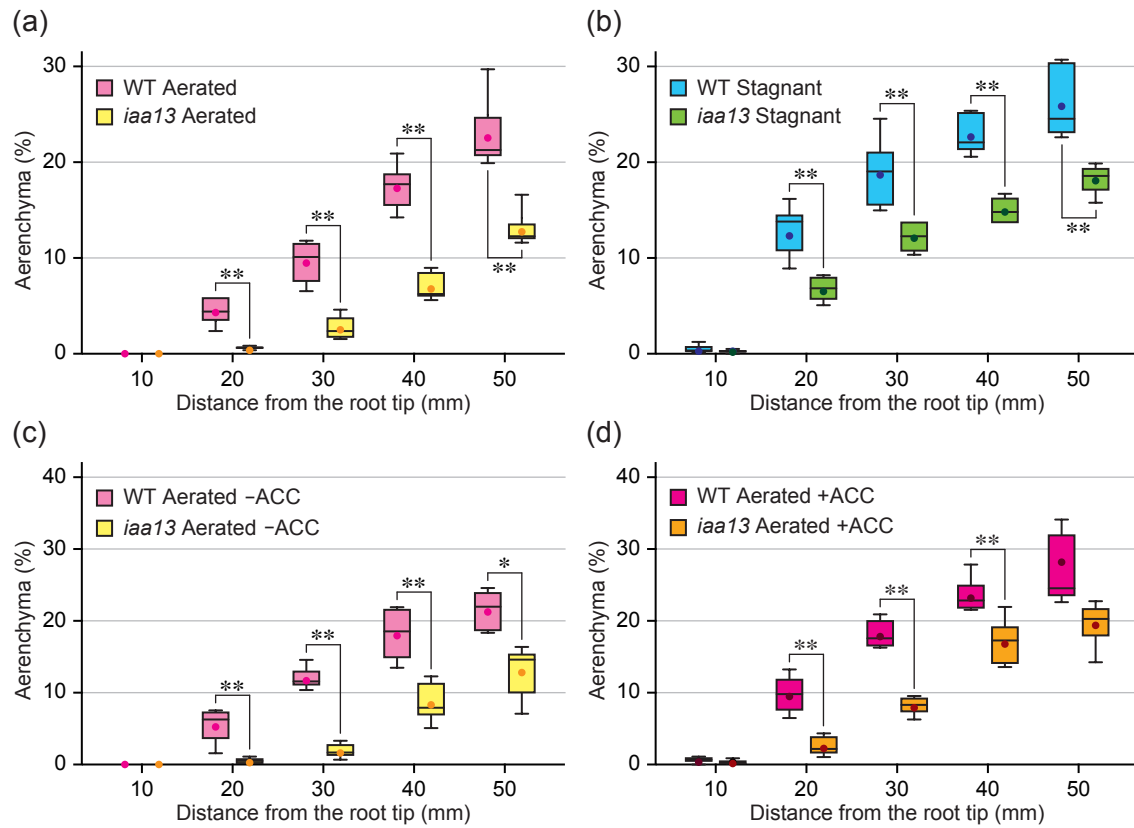 (a)
30
20
10
0
Aerenchyma (%)
WT Aerated
iaa13 Aerated
**
**
**
**
10 20 30 40 50
Distance from the root tip (mm)
(b)
30
20
10
0
Aerenchyma (%)
WT Stagnant
iaa13 Stagnant
**
**
**
**
10 20 30 40 50
Distance from the root tip (mm)
(c)
40
30
20
10
0
Aerenchyma (%)
WT Aerated −ACC
iaa13 Aerated −ACC
**
**
**
*
10 20 30 40 50
Distance from the root tip (mm)
(d)
40
30
20
10
0
Aerenchyma (%)
WT Aerated +ACC
iaa13 Aerated +ACC
**
**
**
10 20 30 40 50
Distance from the root tip (mm)